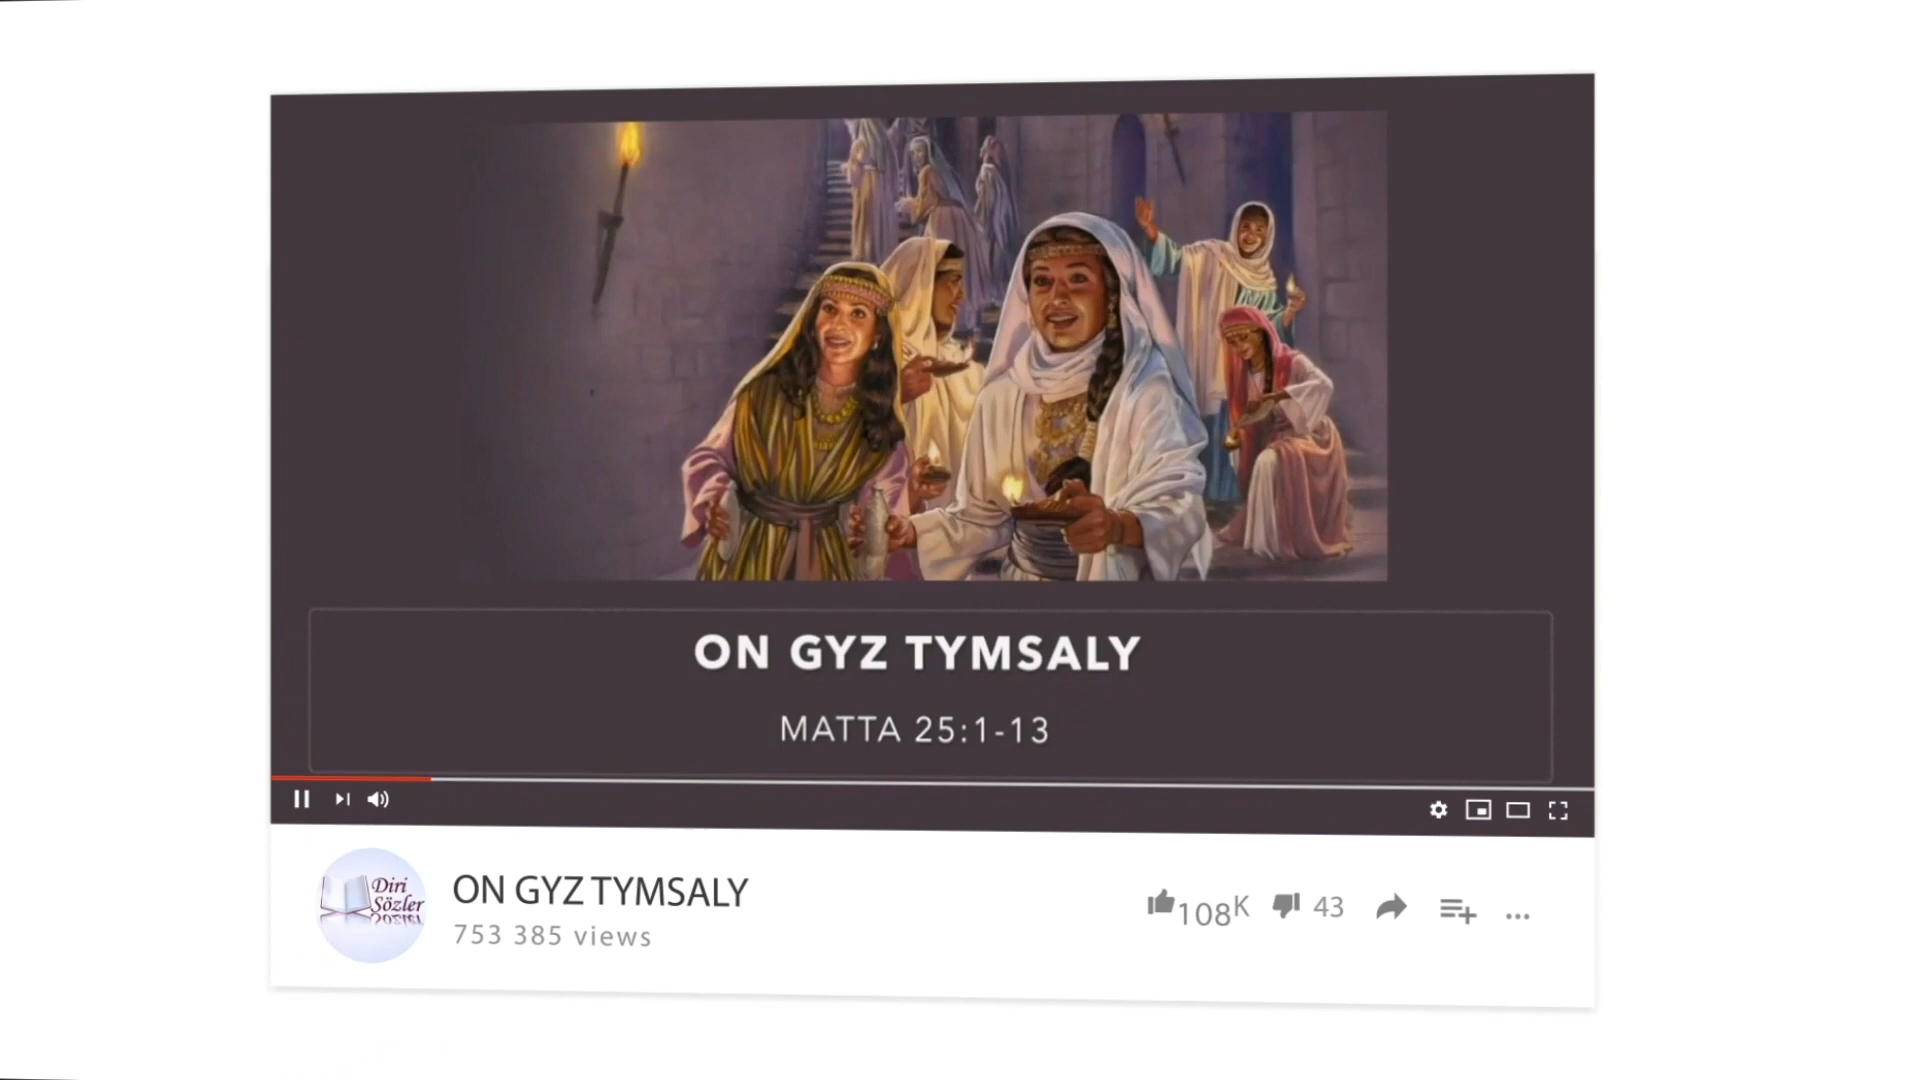 ON GYZ TYMSALY
MATTA 25:1-13
Diri
Sözler
ON GYZ TYMSALY
753 385 views
108K
43